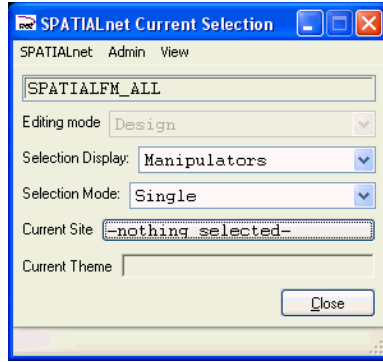 SPATIALnet Current Selection
SPATIALnet Admin View
SPATIALFM_ALL
Editing mode Design
Selection Display: Manipulators
Selection Mode: Single
Current Site -nothing selected-
Current Theme
Close